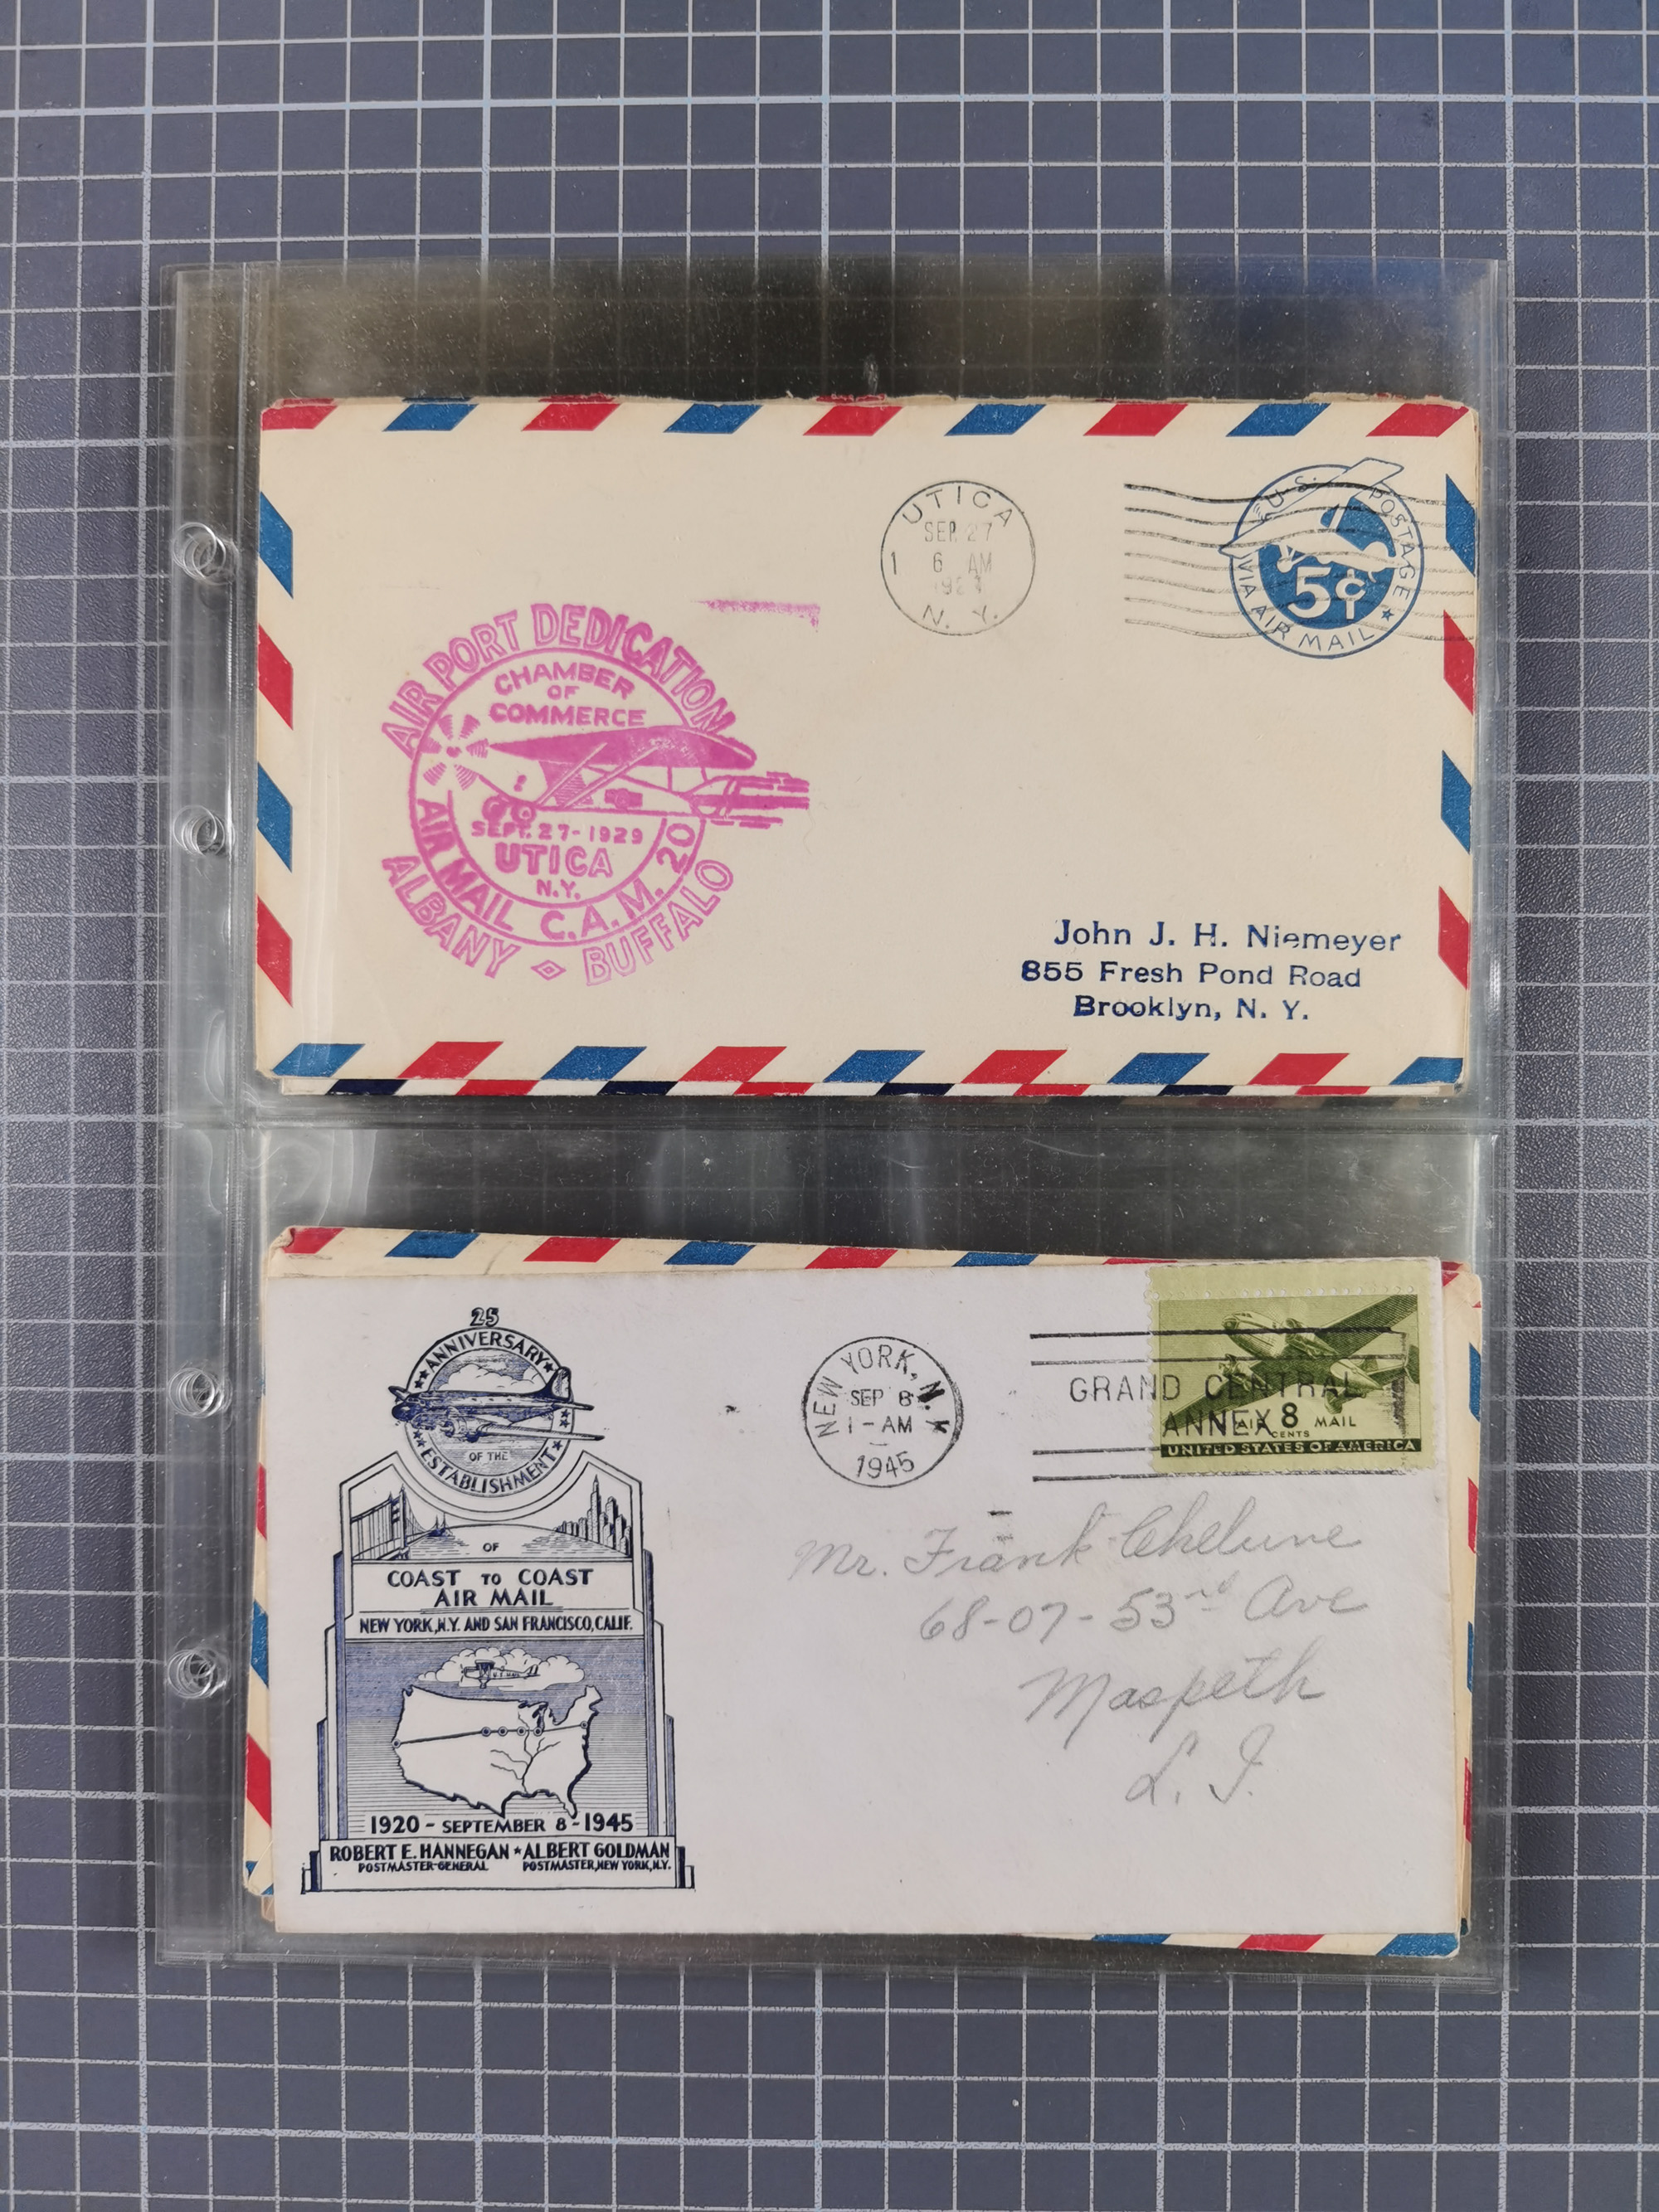 UTICA
SEP 27
1 6 AM
N. Y.
U.S. POSTAGE
5¢
VIA AIR MAIL
AIR PORT DEDICATION
CHAMBER
OF
COMMERCE
SEPT. 27-1929
UTICA
N.Y.
AIR MAIL C.A.M. 20
ALBANY BUFFALO
John J. H. Niemeyer
855 Fresh Pond Road
Brooklyn, N. Y.
25
ANNIVERSARY
OF THE
ESTABLISHMENT
OF
COAST TO COAST
AIR MAIL
NEW YORK, N.Y. AND SAN FRANCISCO, CALIF.
1920 - SEPTEMBER 8 - 1945
ROBERT E. HANNEGAN * ALBERT GOLDMAN
POSTMASTER-GENERAL POSTMASTER, NEW YORK, N.Y.
NEW YORK, N.Y.
SEP 8
1-AM
1945
GRAND CENTRAL
ANNEX
AIR 8 MAIL
CENTS
UNITED STATES OF AMERICA
Mr. Frank Chelune
68-07-53rd Ave
Maspeth
L. I.